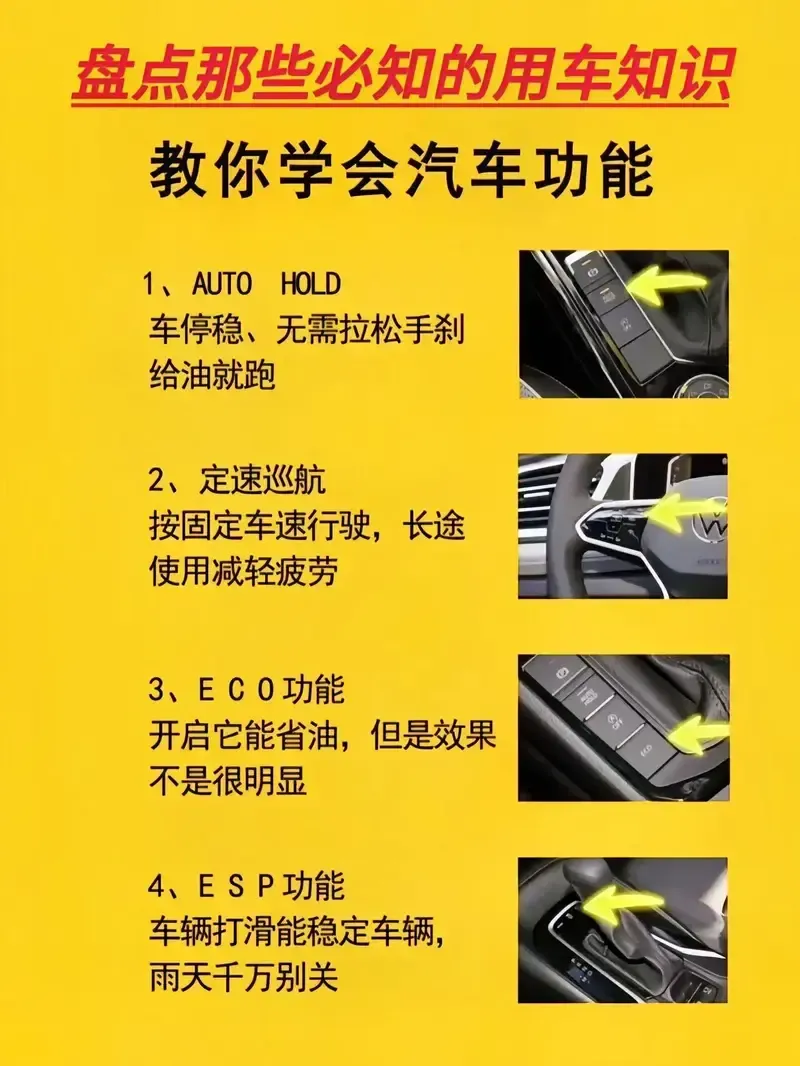 盘点那些必知的用车知识
教你学会汽车功能
1、AUTO HOLD
车停稳、无需拉松手刹
给油就跑
2、定速巡航
按固定车速行驶，长途
使用减轻疲劳
3、ECO功能
开启它能省油，但是效果
不是很明显
OFF
ECO
4、ESP功能
车辆打滑能稳定车辆，
雨天千万别关